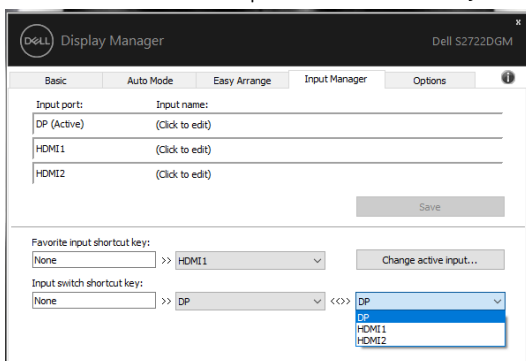 DELL Display Manager Dell S2722DGM
Basic Auto Mode Easy Arrange Input Manager Options
Input port: Input name:
DP (Active) (Click to edit)
HDMI1 (Click to edit)
HDMI2 (Click to edit)
Save
Favorite input shortcut key:
None >> HDMI1 Change active input...
Input switch shortcut key:
None >> DP <<>> DP
DP
HDMI1
HDMI2